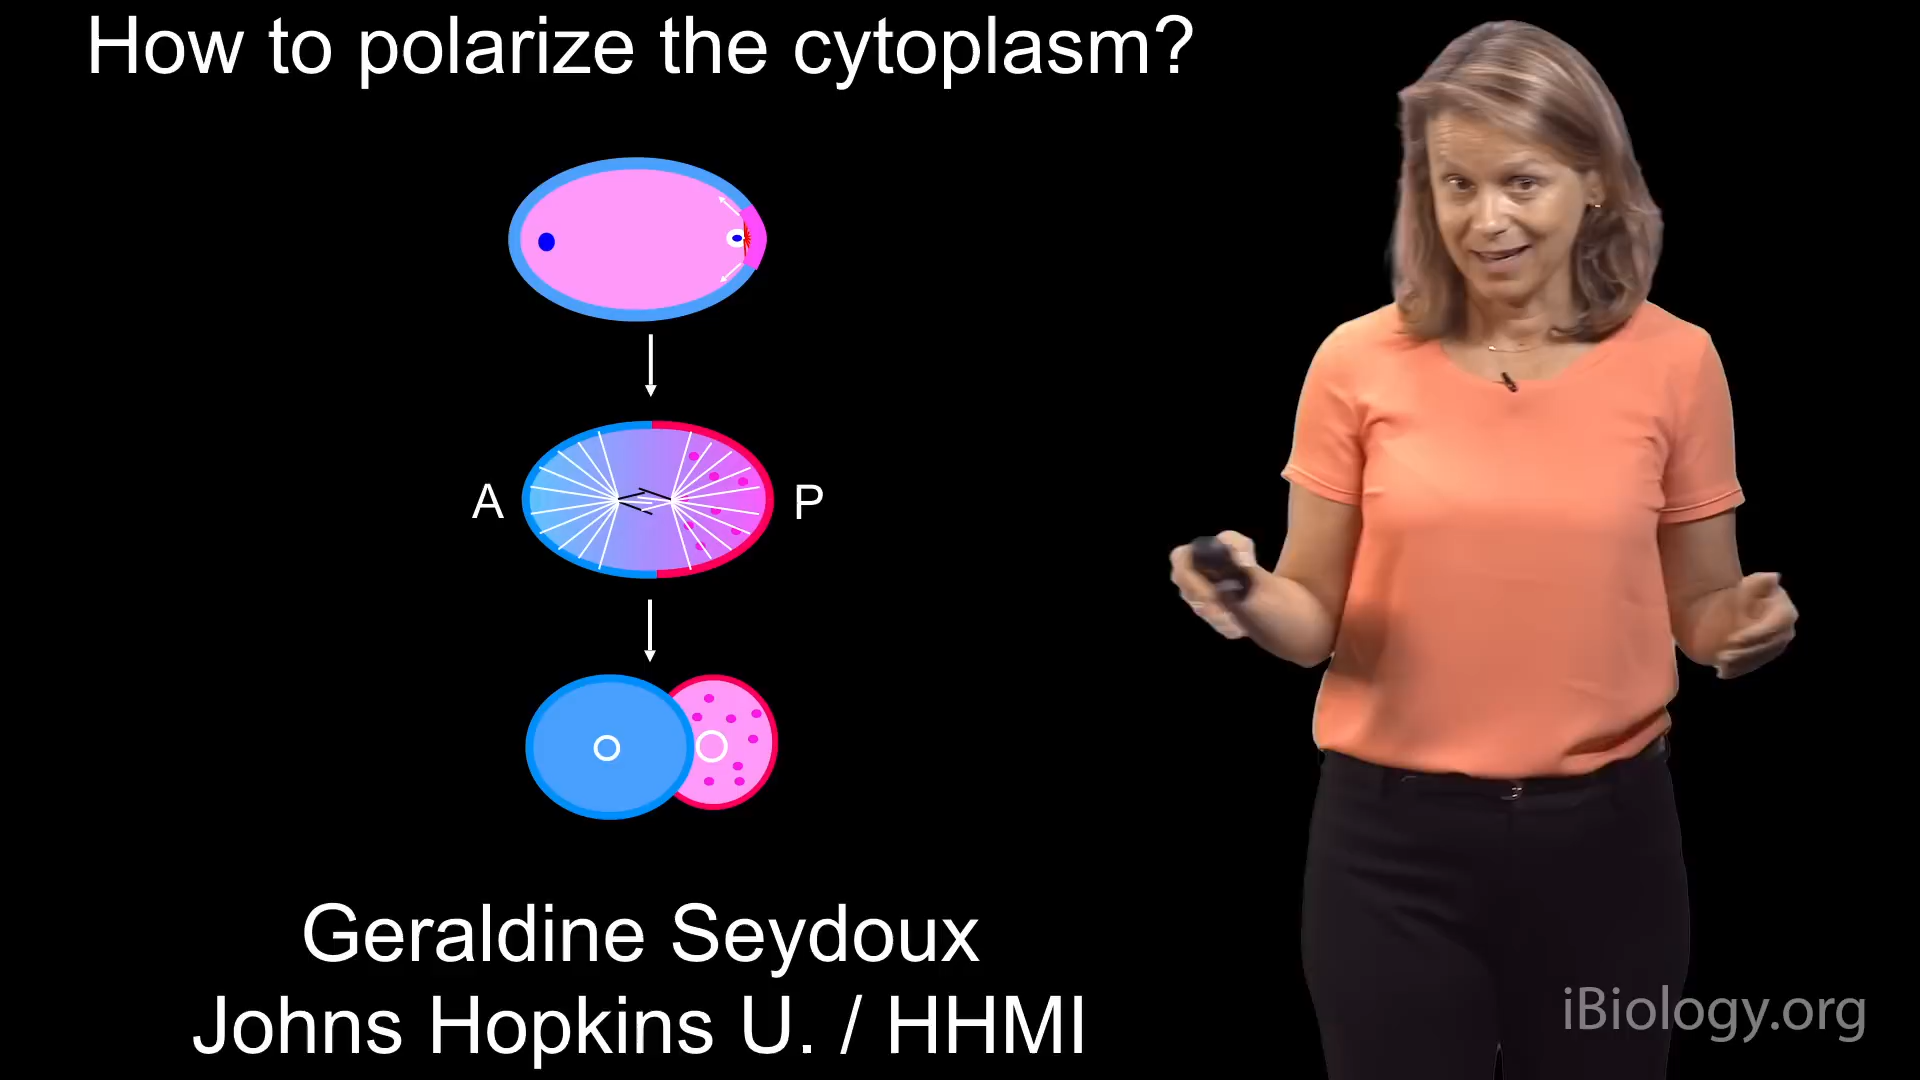 How to polarize the cytoplasm?
A
P
Geraldine Seydoux
Johns Hopkins U. / HHMI
iBiology.org